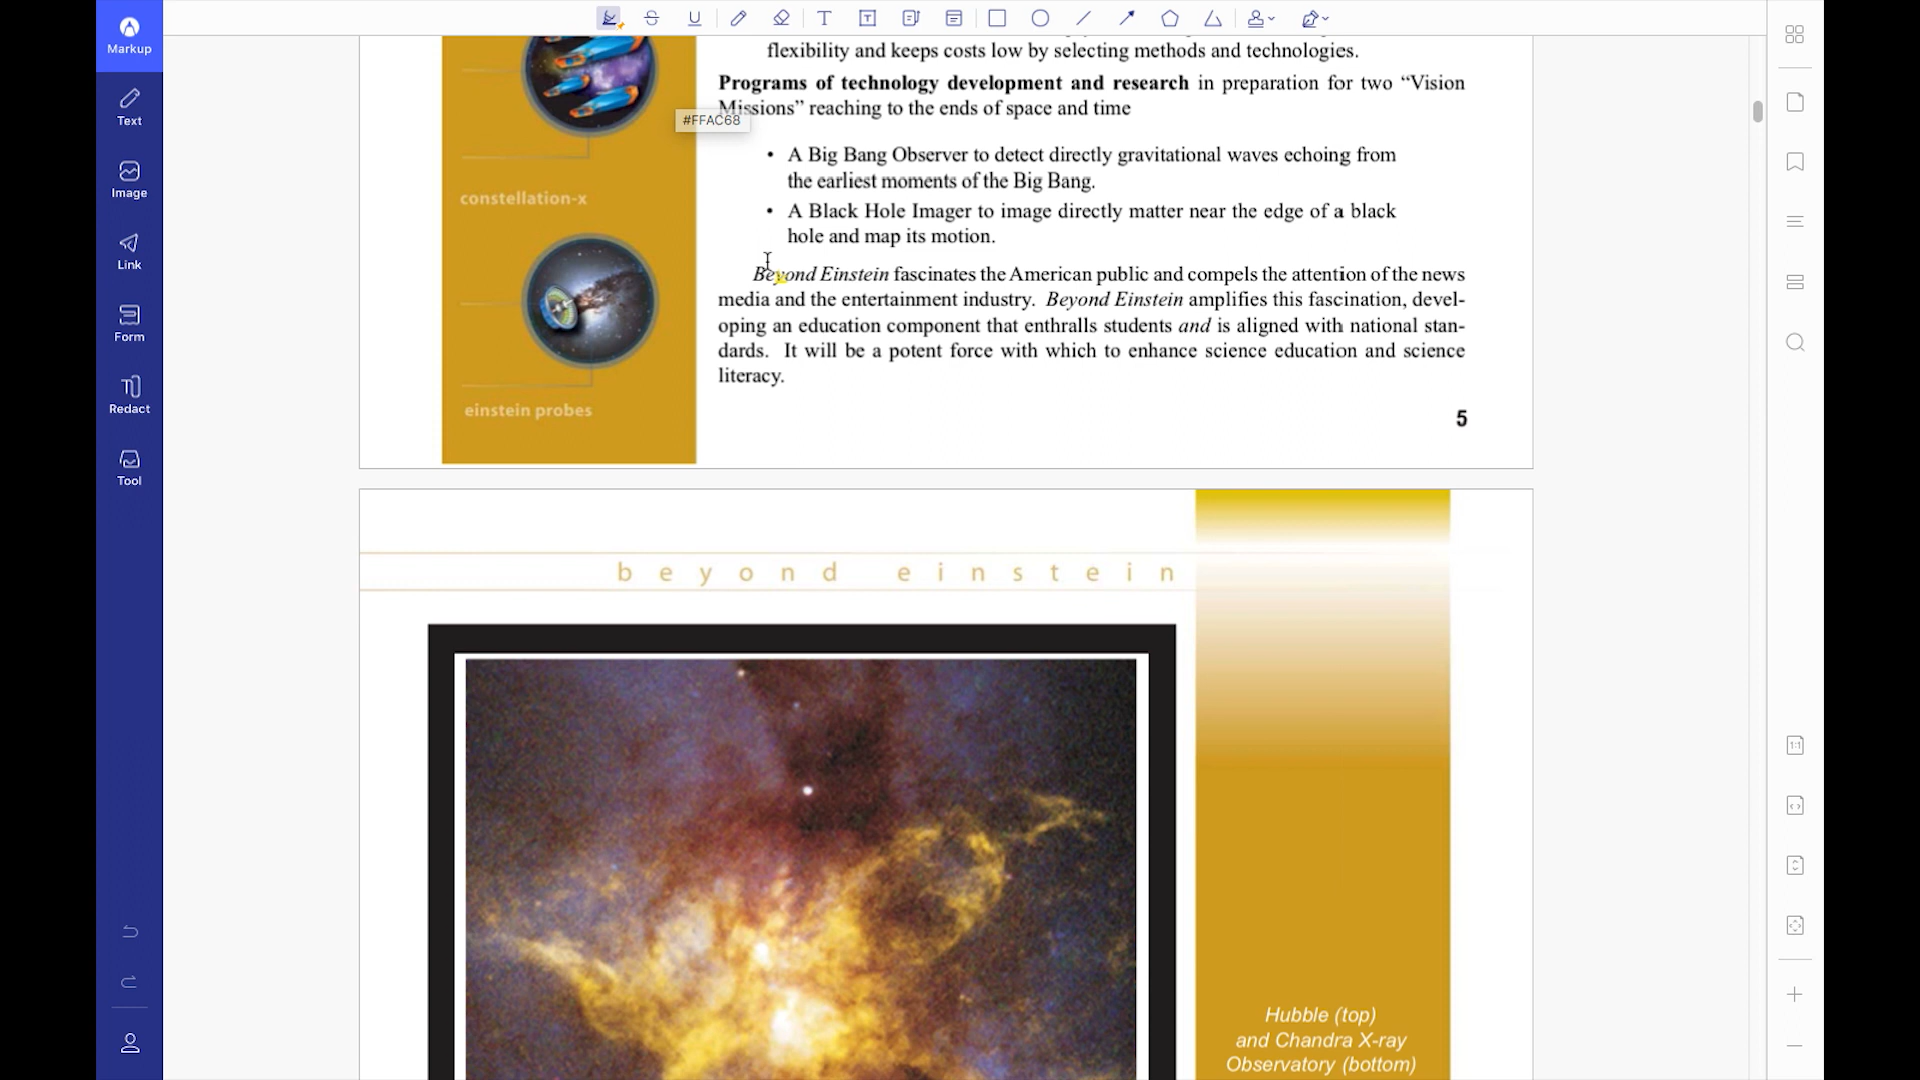 Markup
Text
Image
Link
Form
Redact
Tool
flexibility and keeps costs low by selecting methods and technologies.
Programs of technology development and research in preparation for two “Vision
Missions” reaching to the ends of space and time
#FFAC68
• A Big Bang Observer to detect directly gravitational waves echoing from
the earliest moments of the Big Bang.
• A Black Hole Imager to image directly matter near the edge of a black
hole and map its motion.
Beyond Einstein fascinates the American public and compels the attention of the news
media and the entertainment industry. Beyond Einstein amplifies this fascination, devel-
oping an education component that enthralls students and is aligned with national stan-
dards. It will be a potent force with which to enhance science education and science
literacy.
5
constellation-x
einstein probes
beyond einstein
Hubble (top)
and Chandra X-ray
Observatory (bottom)
1:1